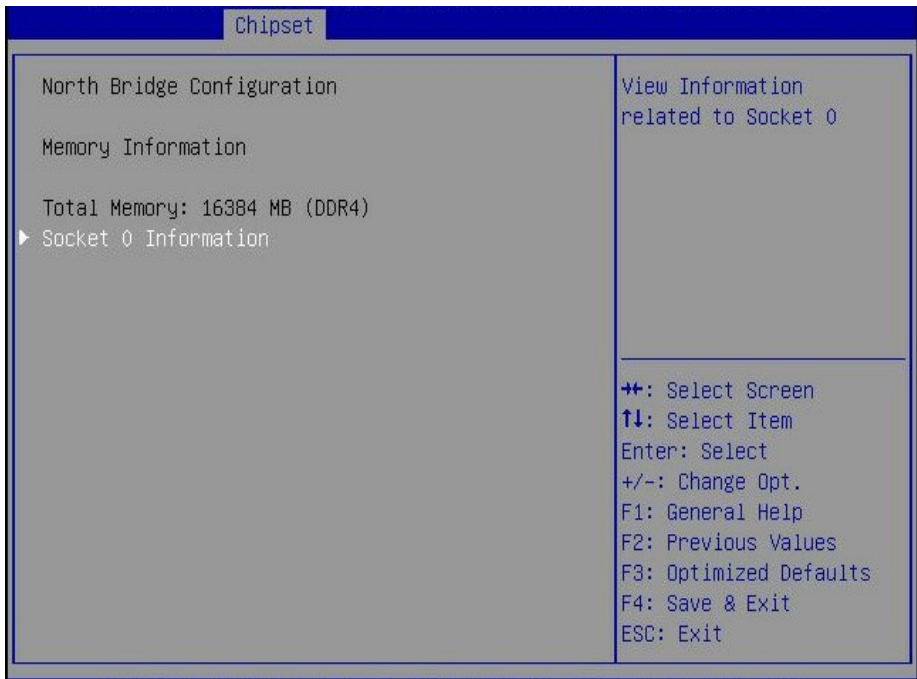 Chipset
North Bridge Configuration
Memory Information
Total Memory: 16384 MB (DDR4)
Socket 0 Information
View Information
related to Socket 0
→←: Select Screen
↑↓: Select Item
Enter: Select
+/-: Change Opt.
F1: General Help
F2: Previous Values
F3: Optimized Defaults
F4: Save & Exit
ESC: Exit